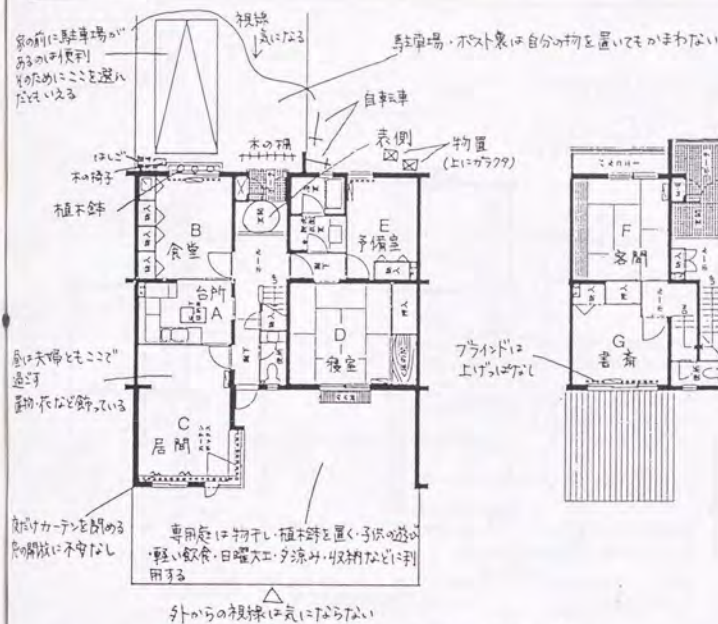 家の前に駐車場が
あるのは便利
そのためにここを選ん
だともいえる
視線
気になる
駐車場・ポスト裏は自分の物を置いてもかまわない
自転車
表側
物置
(上にガラクタ)
木の柵
はしご
木の椅子
植木鉢
B
食堂
台所
A
E
予備室
D
寝室
押入
C
居間
昼は夫婦ともここで
過す
置物・花など飾っている
夜だけカーテンを閉める
窓の開放に不安なし
専用庭は物干し・植木鉢を置く・子供の遊び
・軽い飲食・日曜大工・夕涼み・収納などに利
用する
外からの視線は気にならない
F
客間
押入
G
書斎
ブラインドは
上げっぱなし